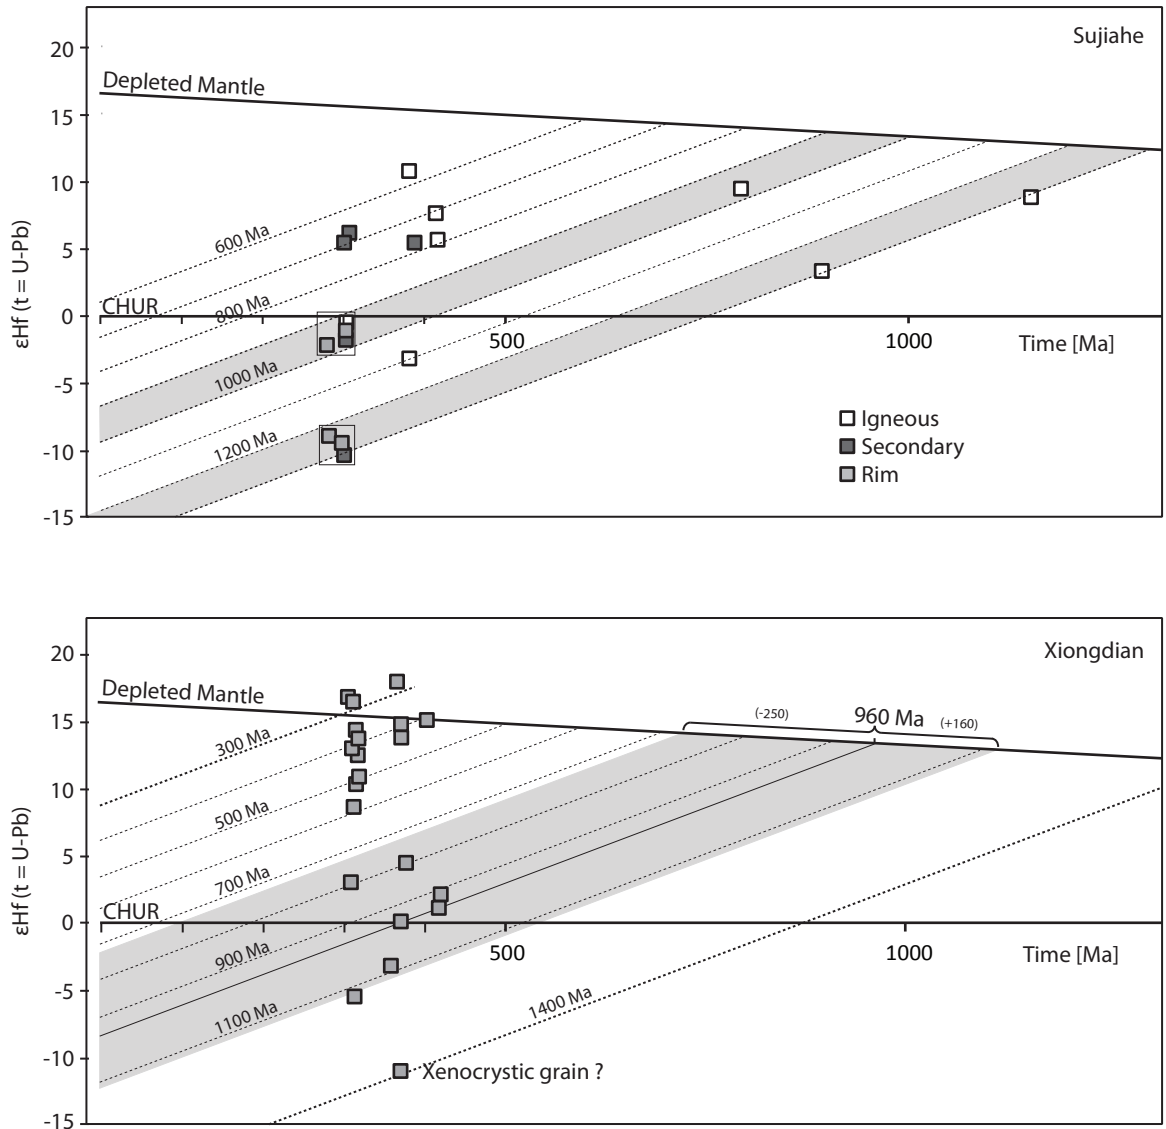 Sujiahe
20
Depleted Mantle
15
10
600 Ma
5
εHf (t = U-Pb)
CHUR
800 Ma
0
500
1000
Time [Ma]
1000 Ma
-5
Igneous
1200 Ma
Secondary
-10
Rim
-15
Xiongdian
20
Depleted Mantle
(-250)
960 Ma
(+160)
15
300 Ma
10
500 Ma
5
700 Ma
εHf (t = U-Pb)
CHUR
0
900 Ma
500
1000
Time [Ma]
-5
1100 Ma
1400 Ma
-10
Xenocrystic grain ?
-15